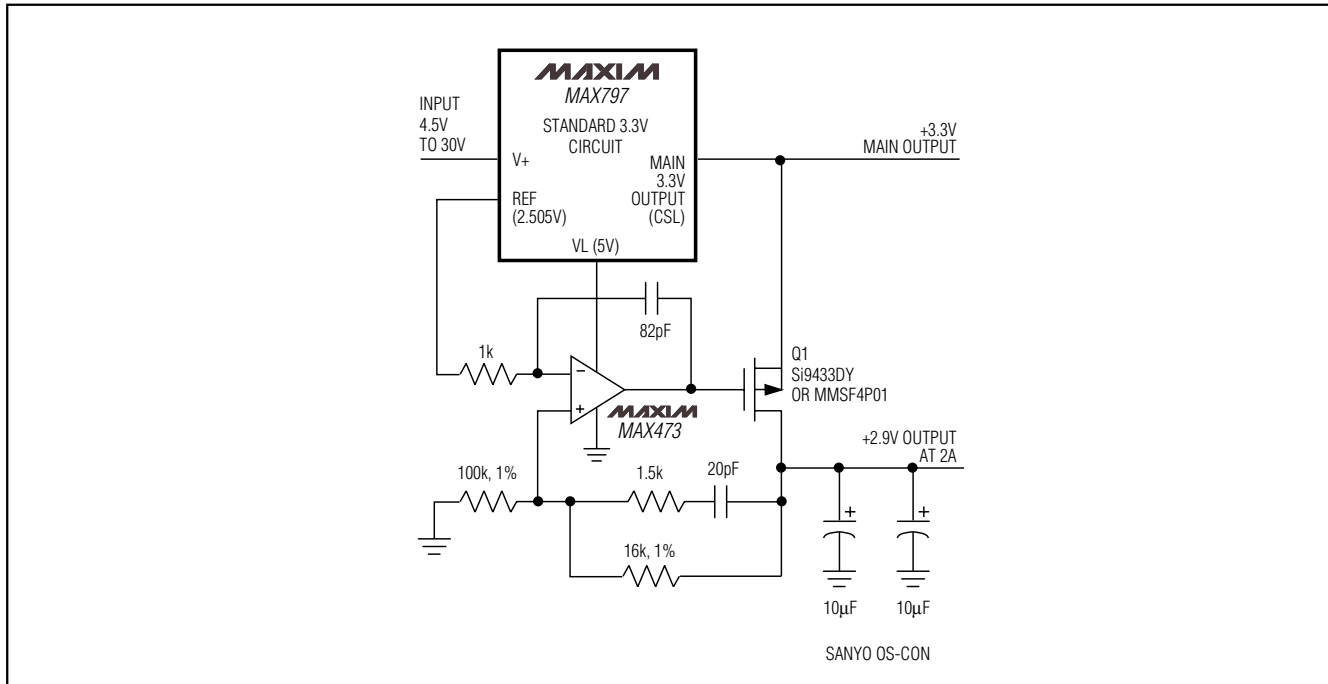 MAXIM
MAX797
STANDARD 3.3V
CIRCUIT
INPUT
4.5V
TO 30V
V+
REF
(2.505V)
MAIN
3.3V
OUTPUT
(CSL)
VL (5V)
+3.3V
MAIN OUTPUT
82pF
1k
−
+
MAXIM
MAX473
Q1
Si9433DY
OR MMSF4P01
+2.9V OUTPUT
AT 2A
100k, 1%
1.5k
20pF
16k, 1%
+
+
10µF
10µF
SANYO OS-CON